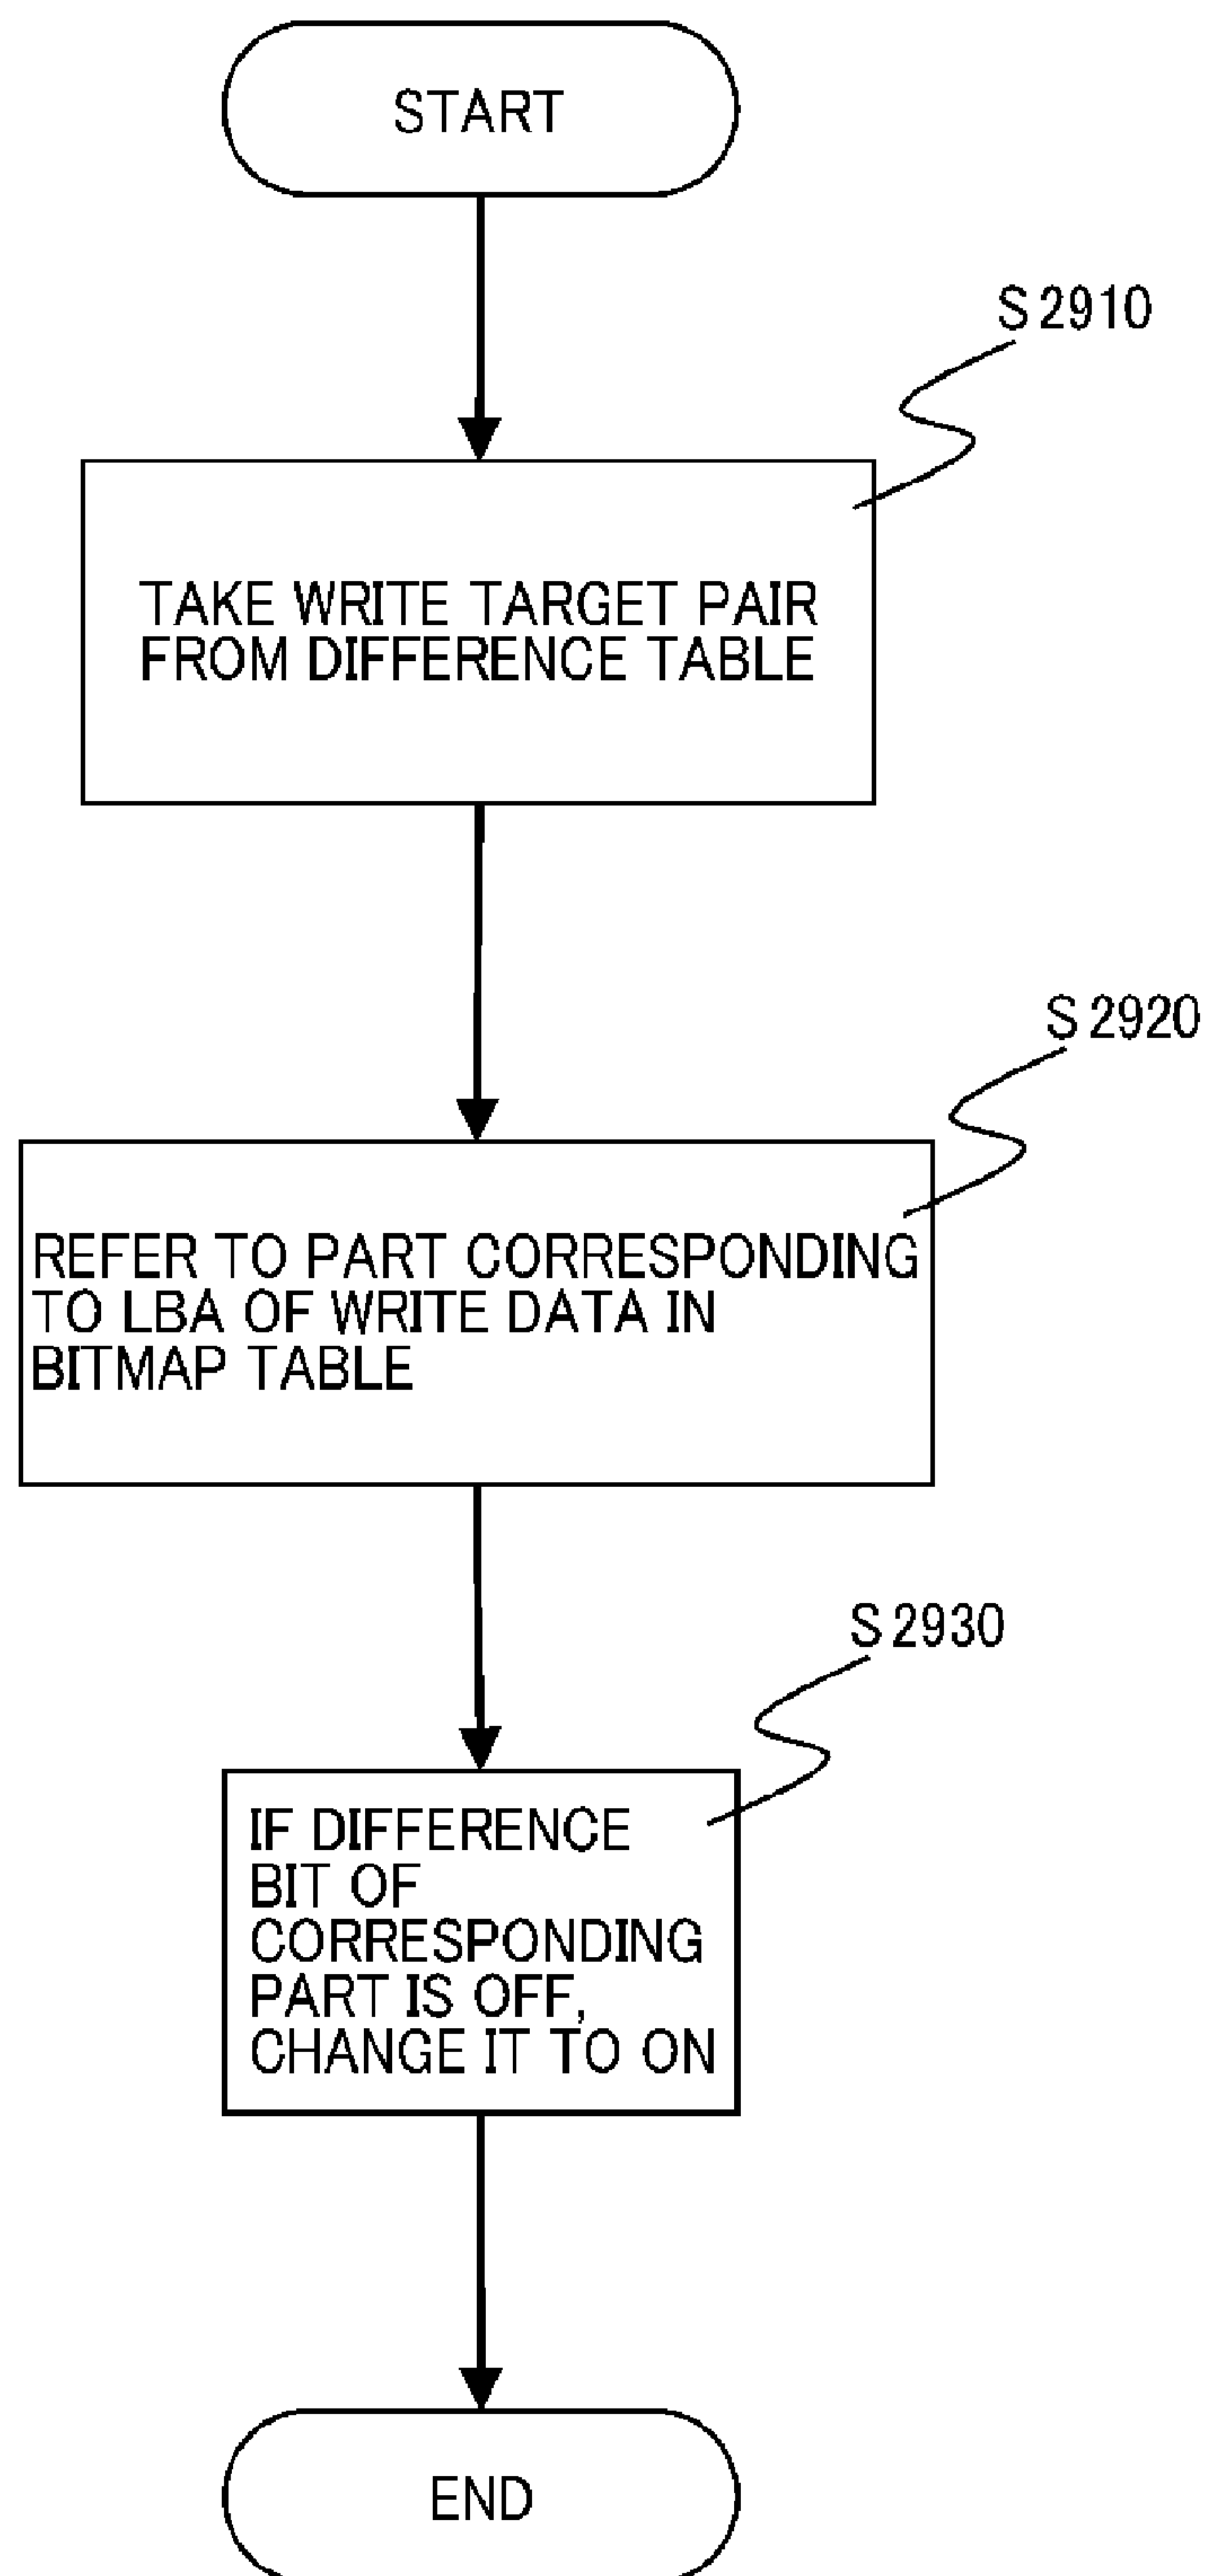 START
S2910
TAKE WRITE TARGET PAIR
FROM DIFFERENCE TABLE
S2920
REFER TO PART CORRESPONDING
TO LBA OF WRITE DATA IN
BITMAP TABLE
S2930
IF DIFFERENCE
BIT OF
CORRESPONDING
PART IS OFF,
CHANGE IT TO ON
END